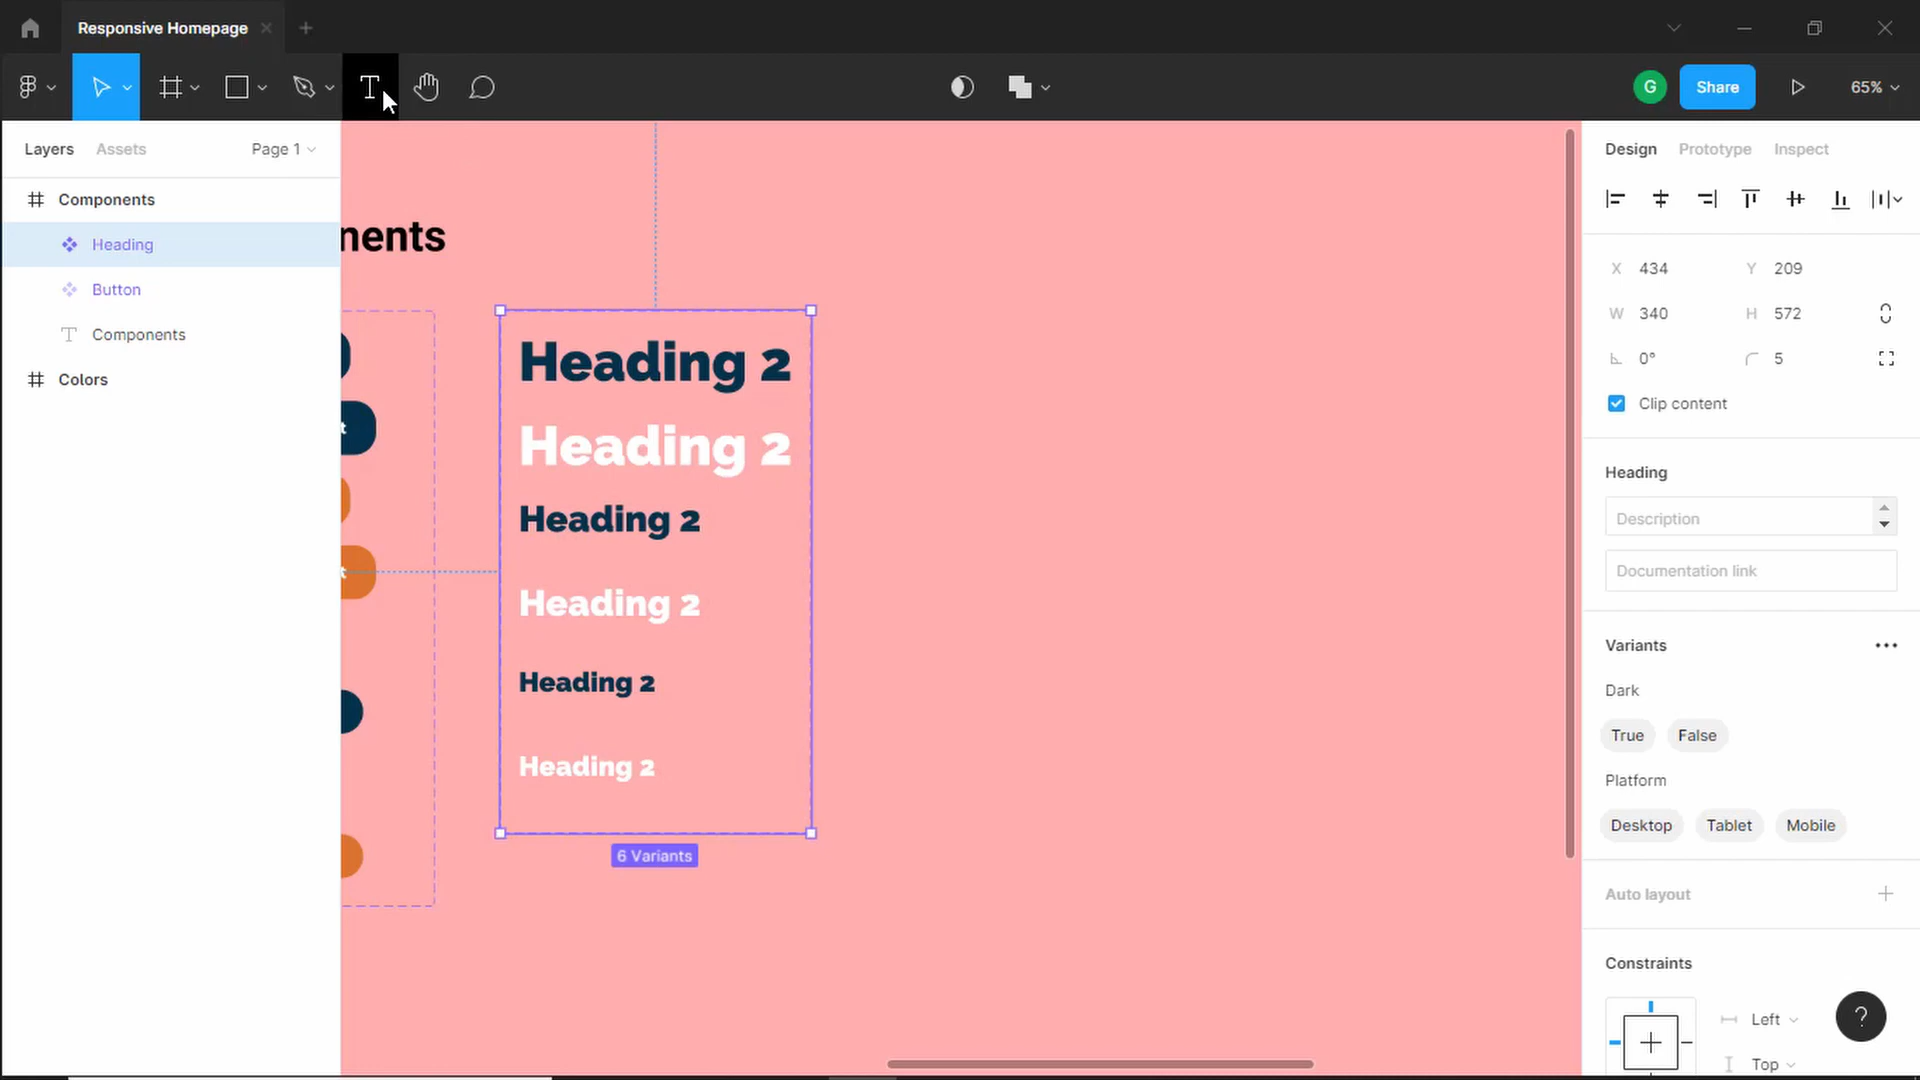 Responsive Homepage
G
Share
65%
Layers
Assets
Page 1
Components
Heading
Button
Components
Colors
nents
t
t
Heading 2
Heading 2
Heading 2
Heading 2
Heading 2
Heading 2
6 Variants
Design
Prototype
Inspect
X 434
Y 209
W 340
H 572
0°
5
Clip content
Heading
Description
Documentation link
Variants
Dark
True
False
Platform
Desktop
Tablet
Mobile
Auto layout
Constraints
Left
Top
?